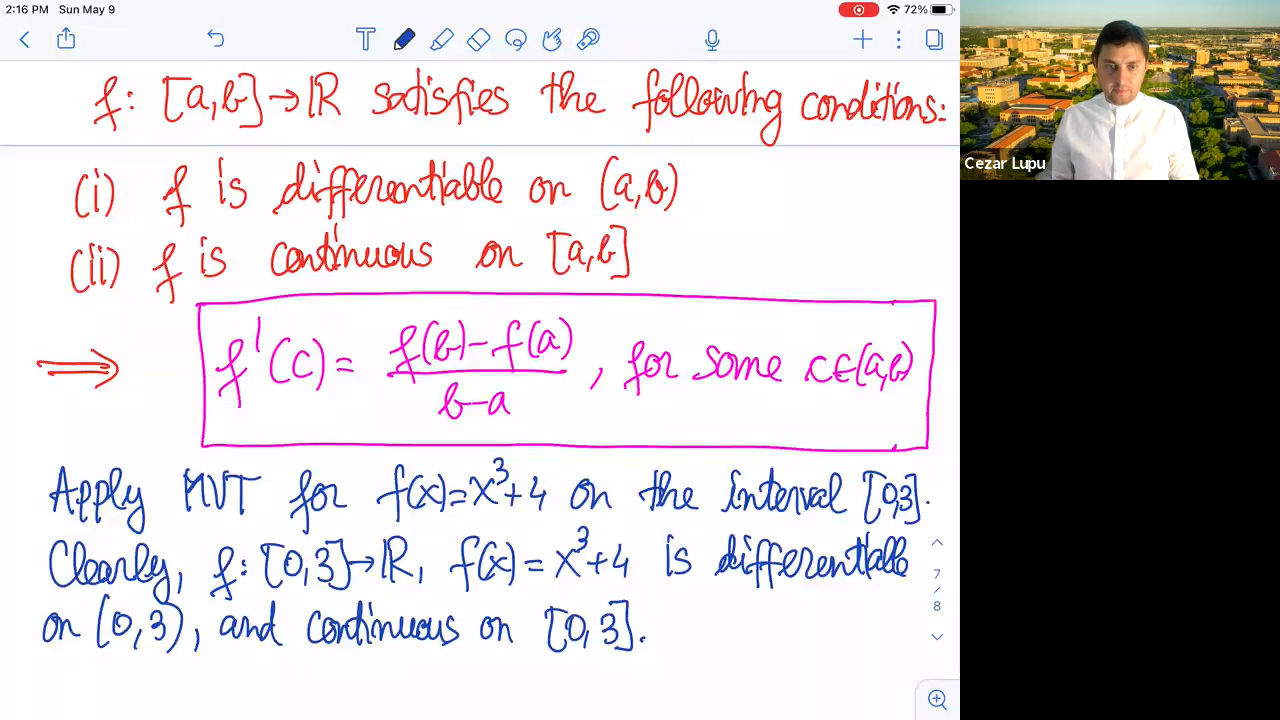 2:16 PM Sun May 9
72%
f: [a,b] → ℝ satisfies the following conditions:
(i) f is differentiable on (a,b)
(ii) f is continuous on [a,b]
⟹ f'(c) = (f(b) - f(a))/(b-a), for some c∈(a,b)
Apply MVT for f(x)=x³+4 on the interval [0,3].
Clearly, f: [0,3]→ℝ, f(x)=x³+4 is differentiable
on (0,3), and continuous on [0,3].
7/8
T
Cezar Lupu